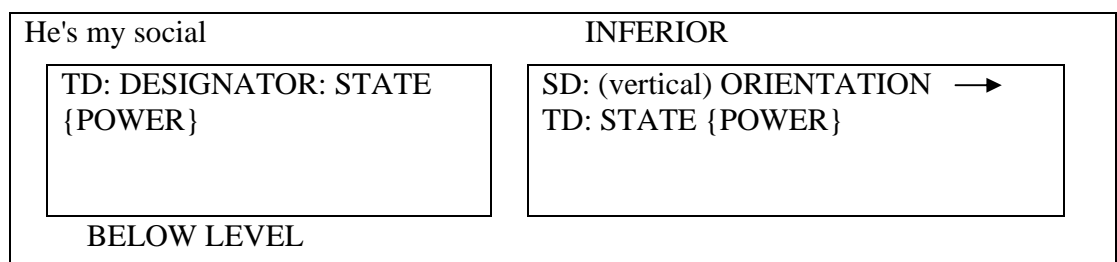 He's my social INFERIOR
TD: DESIGNATOR: STATE
{POWER}
SD: (vertical) ORIENTATION →
TD: STATE {POWER}
BELOW LEVEL